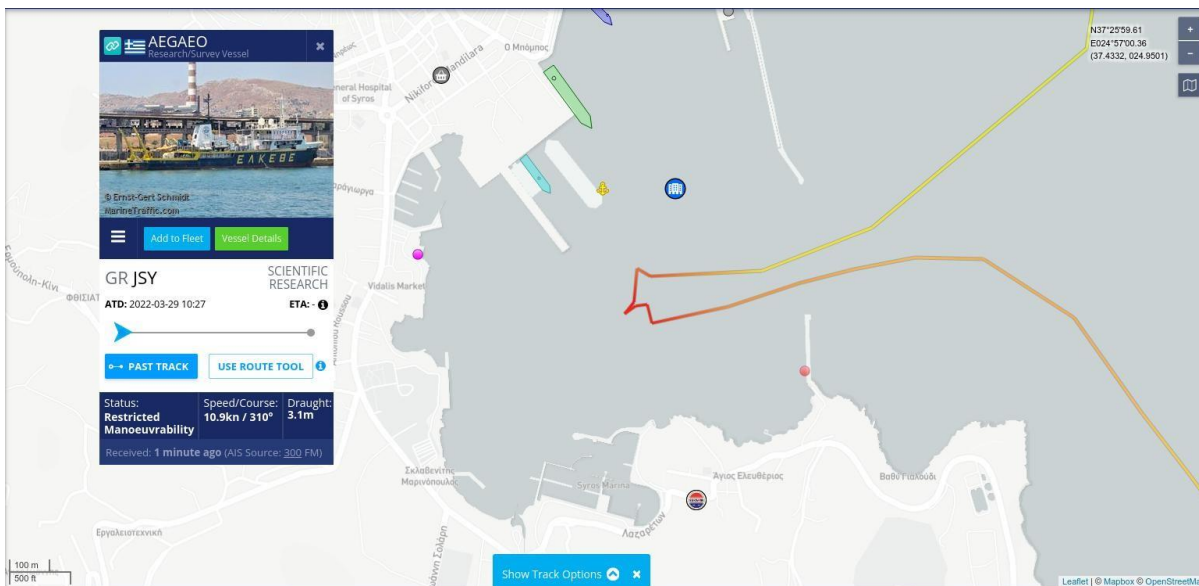 AEGAEO
Research/Survey Vessel
ΕΛΚΕΘΕ
© Ernst-Gert Schmidt
MarineTraffic.com
Add to Fleet
Vessel Details
GR JSY
SCIENTIFIC
RESEARCH
ATD: 2022-03-29 10:27
ETA: -
PAST TRACK
USE ROUTE TOOL
Status:
Restricted
Manoeuvrability
Speed/Course:
10.9kn / 310°
Draught:
3.1m
Received: 1 minute ago (AIS Source: 300 FM)
N37°25'59.61
E024°57'00.36
(37.4332, 024.9501)
+
−
Ο Μπόμπος
Nikiforou Mandilara
neral Hospital
of Syros
Vidalis Market
Σκλαβενίτης
Μαρινόπουλος
Syros Marina
Άγιος Ελευθέριος
Βαθύ Γιαλούδι
Λαζαρέτων
Εργαλειοτεχνική
100 m
500 ft
Show Track Options
Leaflet | © Mapbox © OpenStreetMa